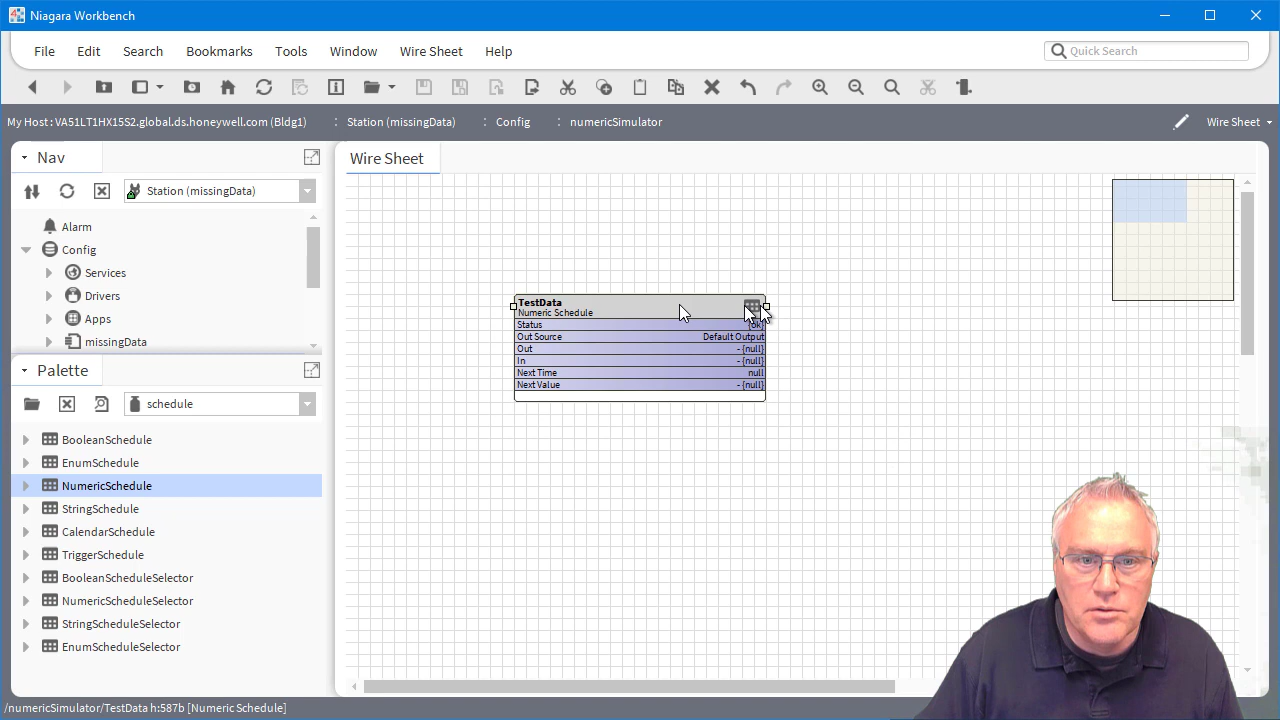 Niagara Workbench
File Edit Search Bookmarks Tools Window Wire Sheet Help
Quick Search
My Host : VA51LT1HX15S2.global.ds.honeywell.com (Bldg1) : Station (missingData) : Config : numericSimulator
Wire Sheet
Nav
Station (missingData)
Alarm
Config
Services
Drivers
Apps
missingData
Palette
schedule
BooleanSchedule
EnumSchedule
NumericSchedule
StringSchedule
CalendarSchedule
TriggerSchedule
BooleanScheduleSelector
NumericScheduleSelector
StringScheduleSelector
EnumScheduleSelector
Wire Sheet
TestData
Numeric Schedule
Status {ok}
Out Source Default Output
Out - {null}
In - {null}
Next Time null
Next Value - {null}
/numericSimulator/TestData h:587b [Numeric Schedule]